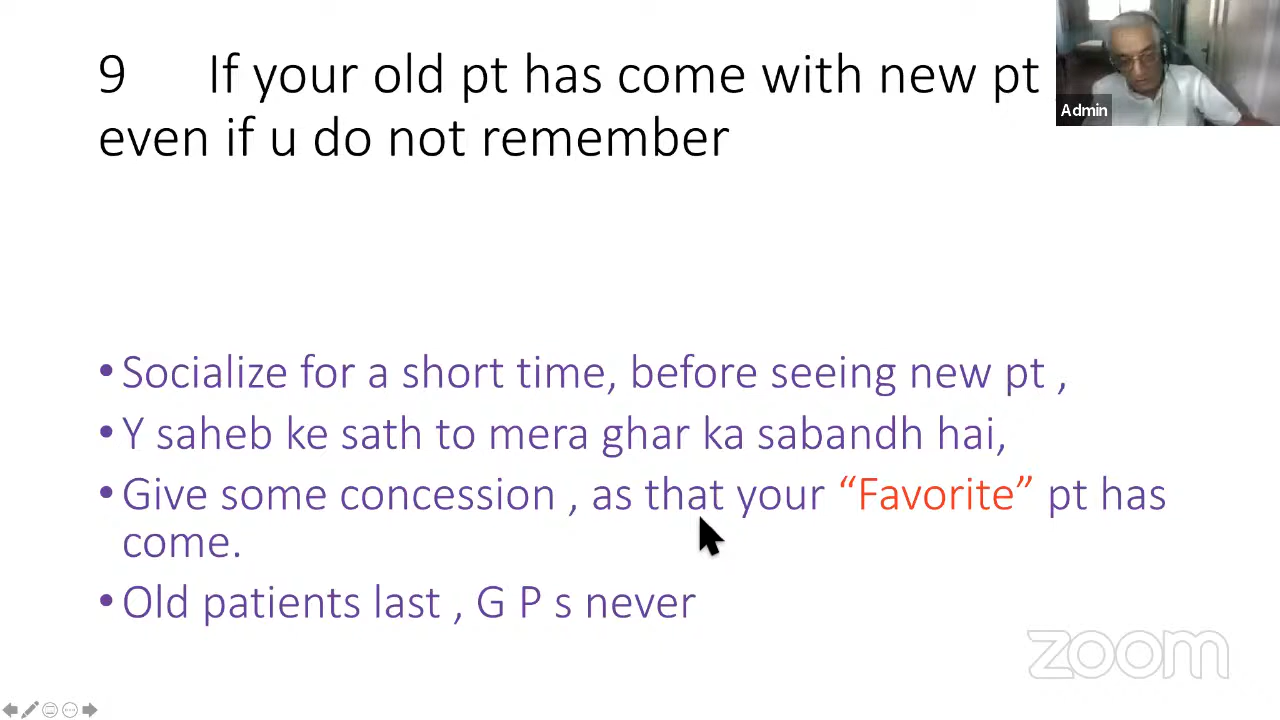 9 If your old pt has come with new pt
even if u do not remember
Admin
• Socialize for a short time, before seeing new pt ,
• Y saheb ke sath to mera ghar ka sabandh hai,
• Give some concession , as that your “Favorite” pt has
come.
• Old patients last , G P s never
zoom